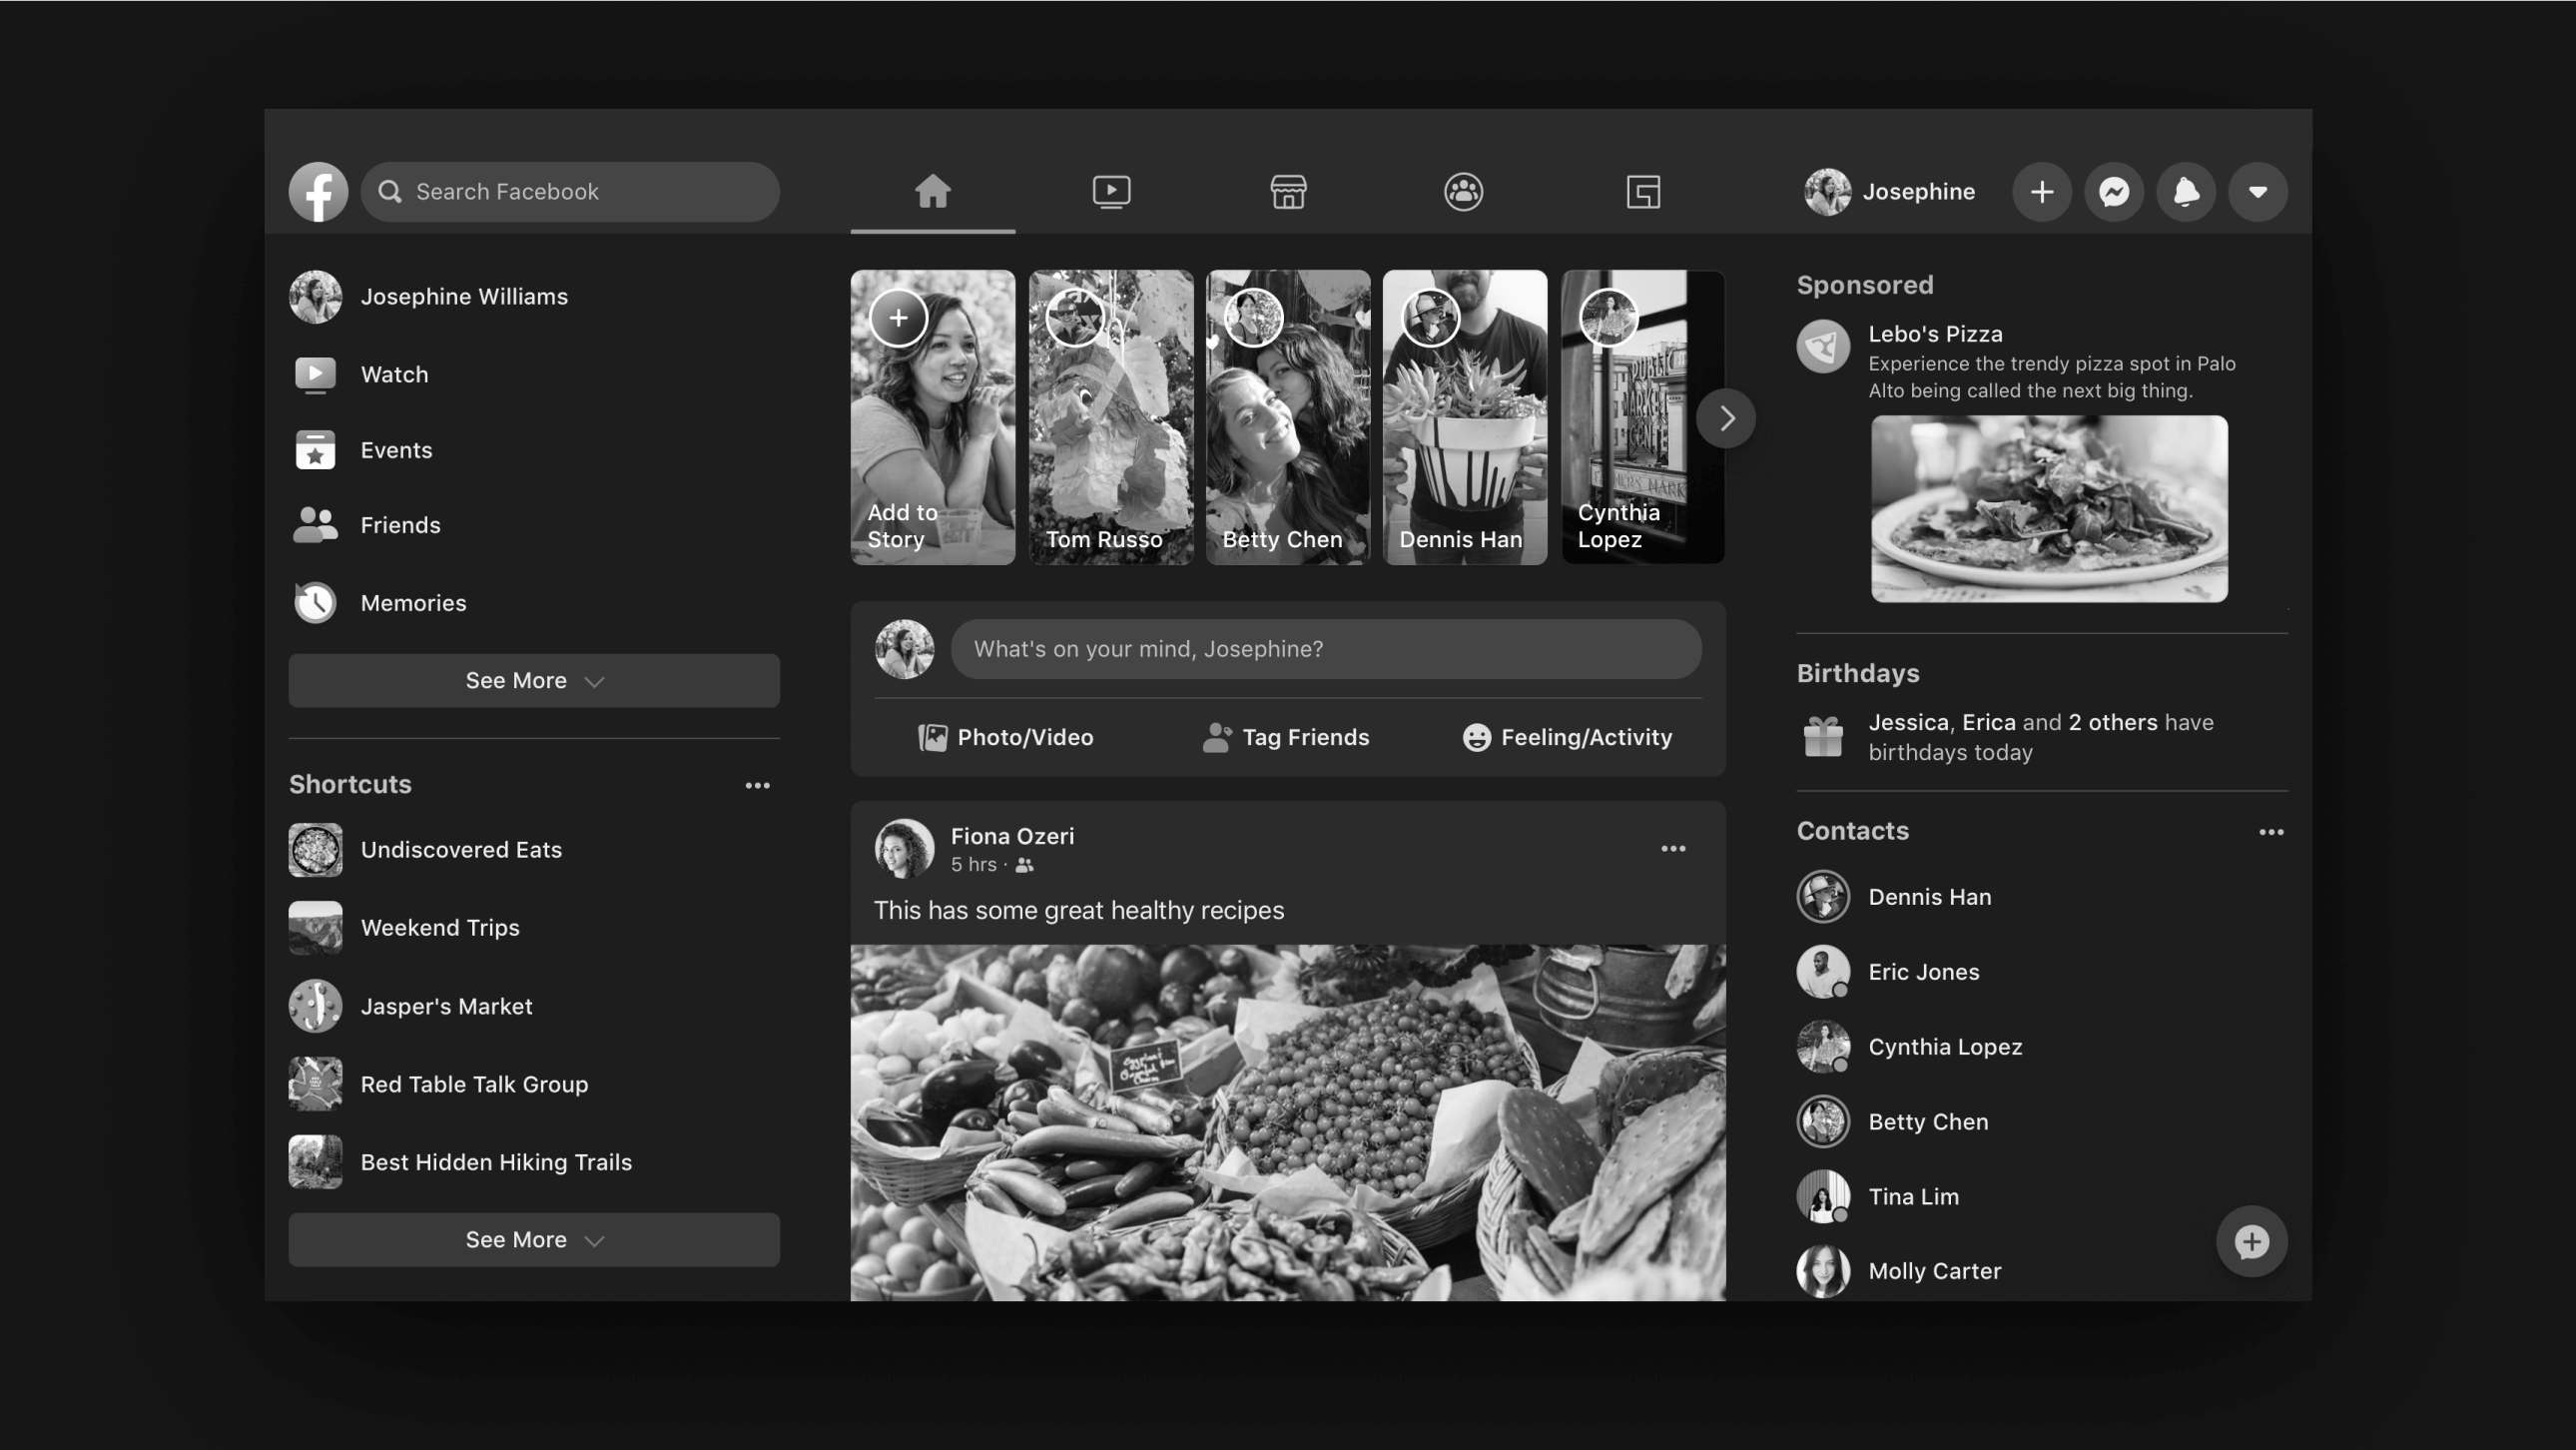 Search Facebook
Josephine
Josephine Williams
Watch
Events
Friends
Memories
See More
Shortcuts
Undiscovered Eats
Weekend Trips
Jasper's Market
Red Table Talk Group
Best Hidden Hiking Trails
See More
Add to
Story
Tom Russo
Betty Chen
Dennis Han
PUBLIC
MARKET
CENTER
Cynthia
Lopez
What's on your mind, Josephine?
Photo/Video
Tag Friends
Feeling/Activity
Fiona Ozeri
5 hrs ·
This has some great healthy recipes
Sponsored
Lebo's Pizza
Experience the trendy pizza spot in Palo
Alto being called the next big thing.
Birthdays
Jessica, Erica and 2 others have
birthdays today
Contacts
Dennis Han
Eric Jones
Cynthia Lopez
Betty Chen
Tina Lim
Molly Carter